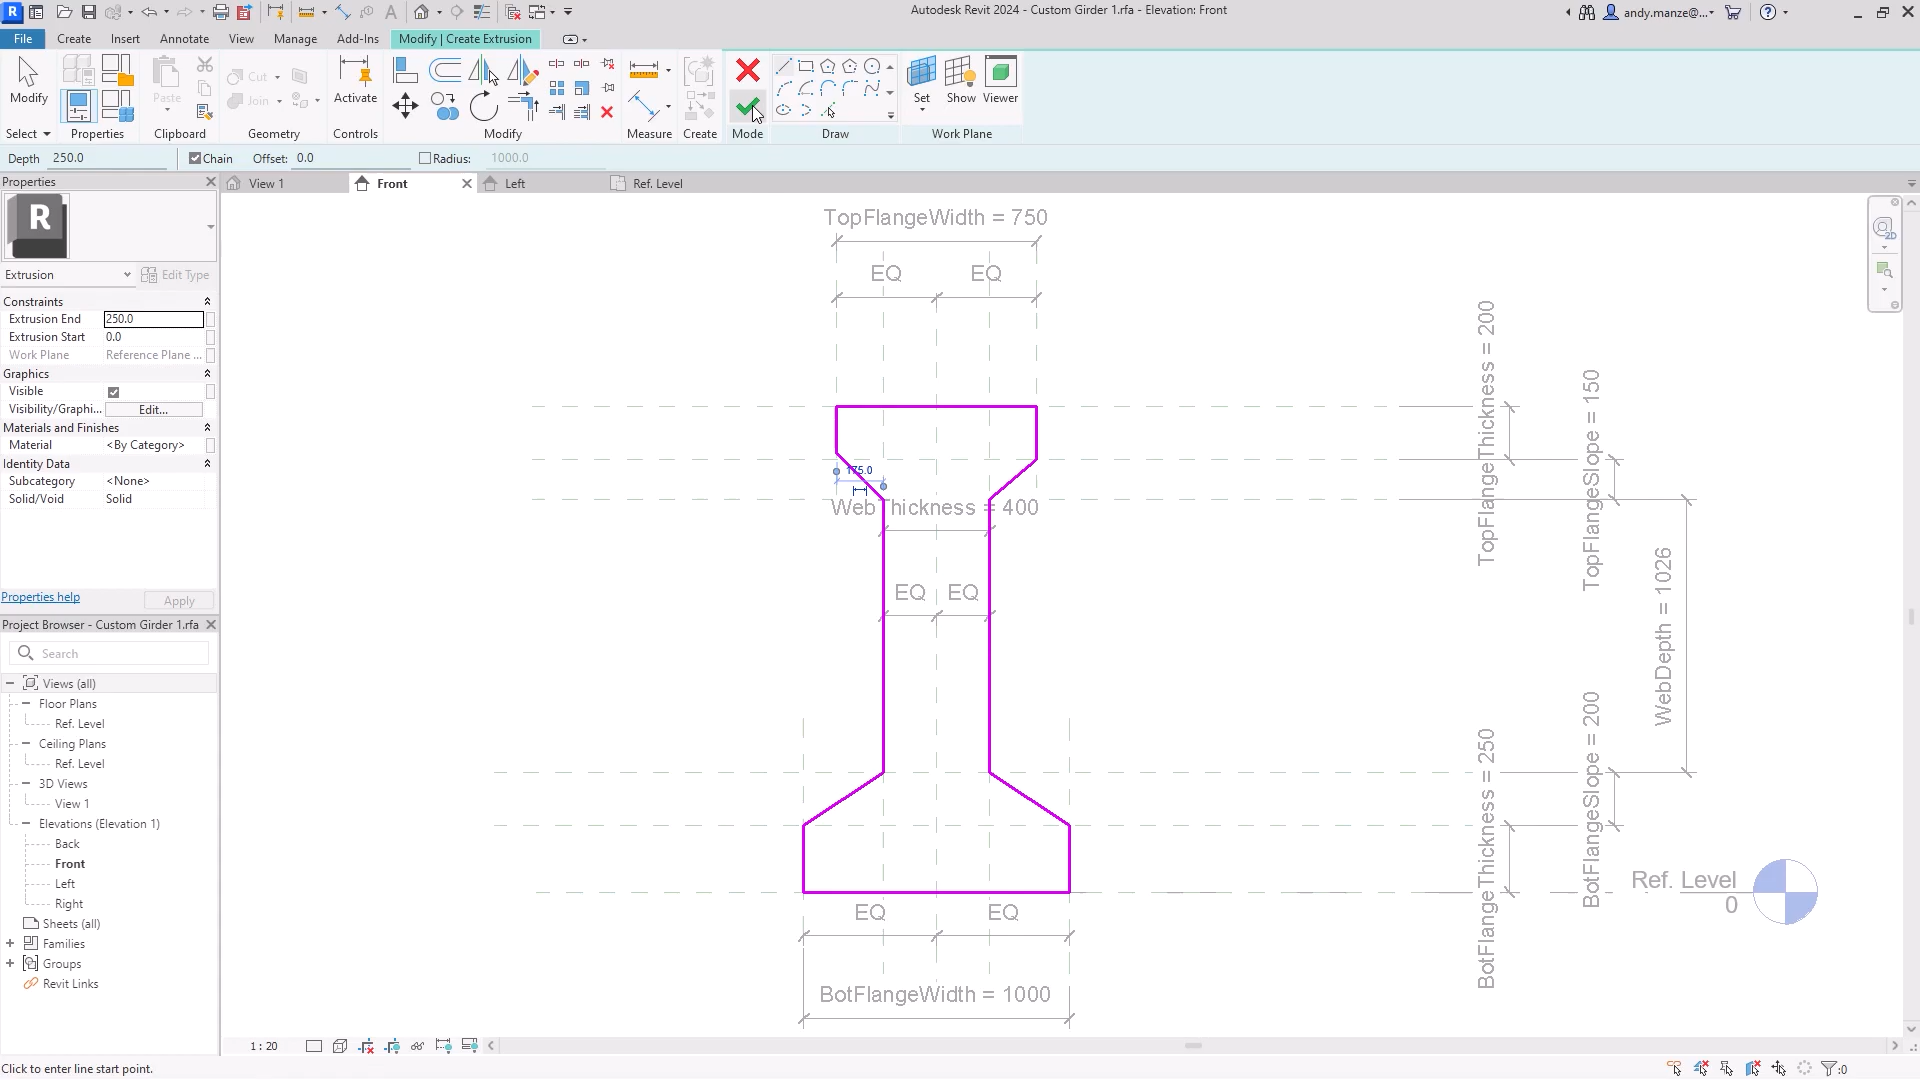 Autodesk Revit 2024 - Custom Girder 1.rfa - Elevation: Front
andy.manze@...
File
Create
Insert
Annotate
View
Manage
Add-Ins
Modify | Create Extrusion
Modify
Paste
Cut
Join
Activate
Set
Show
Viewer
Select
Properties
Clipboard
Geometry
Controls
Modify
Measure
Create
Mode
Draw
Work Plane
Depth 250.0
Chain
Offset: 0.0
Radius: 1000.0
Properties
View 1
Front
Left
Ref. Level
R
Extrusion
Edit Type
Constraints
Extrusion End 250.0
Extrusion Start 0.0
Work Plane Reference Plane ...
Graphics
Visible
Visibility/Graphi... Edit...
Materials and Finishes
Material <By Category>
Identity Data
Subcategory <None>
Solid/Void Solid
Properties help
Apply
Project Browser - Custom Girder 1.rfa
Search
Views (all)
Floor Plans
Ref. Level
Ceiling Plans
Ref. Level
3D Views
View 1
Elevations (Elevation 1)
Back
Front
Left
Right
Sheets (all)
Families
Groups
Revit Links
TopFlangeWidth = 750
EQ
EQ
175.0
WebThickness = 400
EQ
EQ
EQ
EQ
BotFlangeWidth = 1000
TopFlangeThickness = 200
TopFlangeSlope = 150
WebDepth = 1026
BotFlangeThickness = 250
BotFlangeSlope = 200
Ref. Level
0
2D
1 : 20
Click to enter line start point.
:0